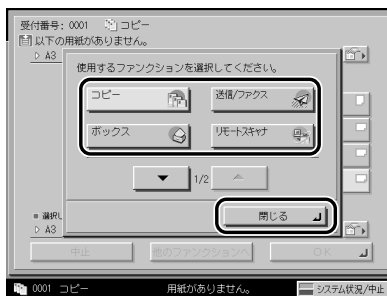 受付番号： 0001 コピー
以下の用紙がありません。
▷ A3
使用するファンクションを選択してください。
コピー 送信/ファクス
ボックス リモートスキャナ
▼ 1/2 ▲
閉じる
■ 選択
▷ A3
中止 他のファンクションへ OK
0001 コピー 用紙がありません。 システム状況/中止